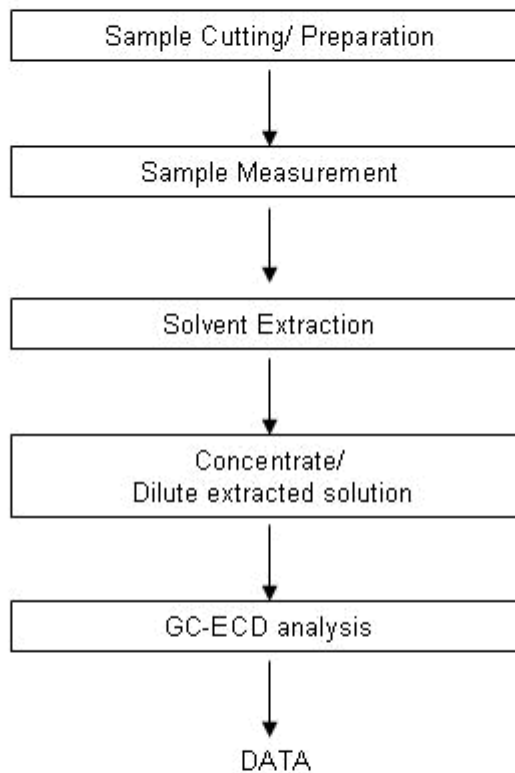 Sample Cutting/ Preparation
Sample Measurement
Solvent Extraction
Concentrate/
Dilute extracted solution
GC-ECD analysis
DATA